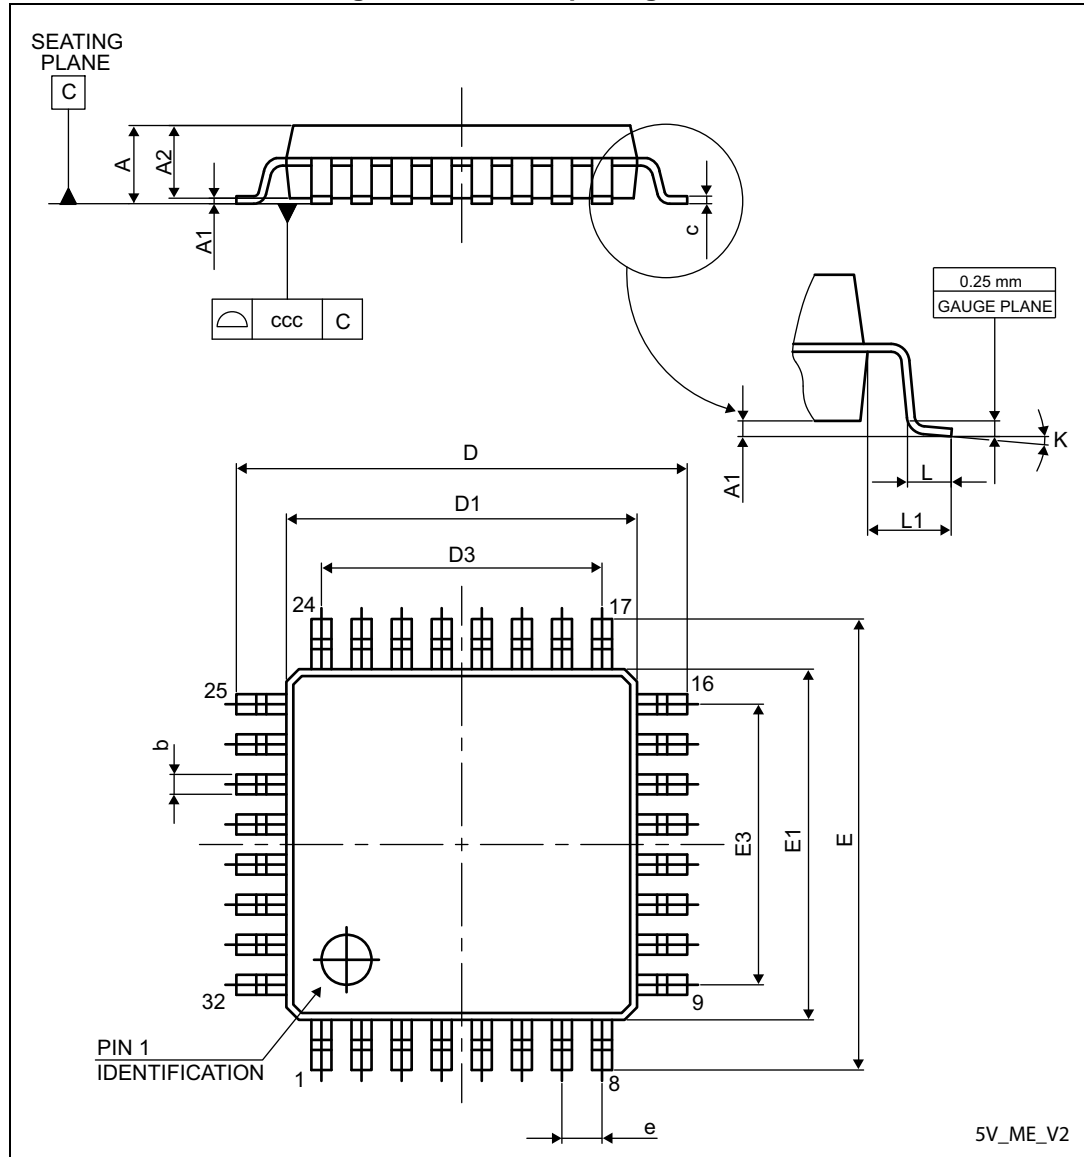 SEATING
PLANE
C
A
A2
A1
c
ccc
C
0.25 mm
GAUGE PLANE
K
A1
L
L1
D
D1
D3
24
17
25
16
b
E3
E1
E
32
9
PIN 1
IDENTIFICATION
1
8
e
5V_ME_V2